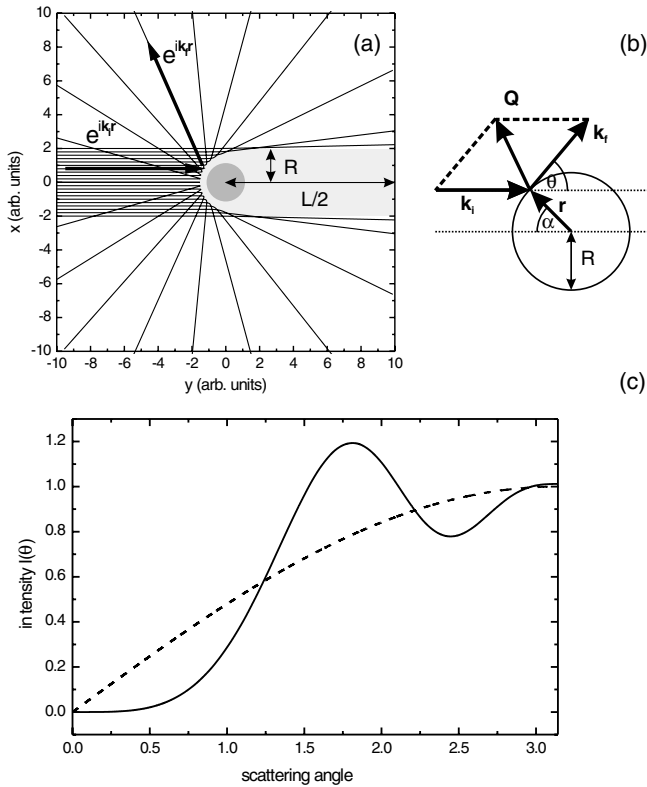 (a)
e^{ik_f r}
e^{ik_i r}
R
L/2
10
8
6
4
2
0
-2
-4
-6
-8
-10
x (arb. units)
-10 -8 -6 -4 -2 0 2 4 6 8 10
y (arb. units)
(b)
Q
k_f
θ
k_i
r
α
R
(c)
1.2
1.0
0.8
0.6
0.4
0.2
0.0
intensity I(θ)
0.0 0.5 1.0 1.5 2.0 2.5 3.0
scattering angle